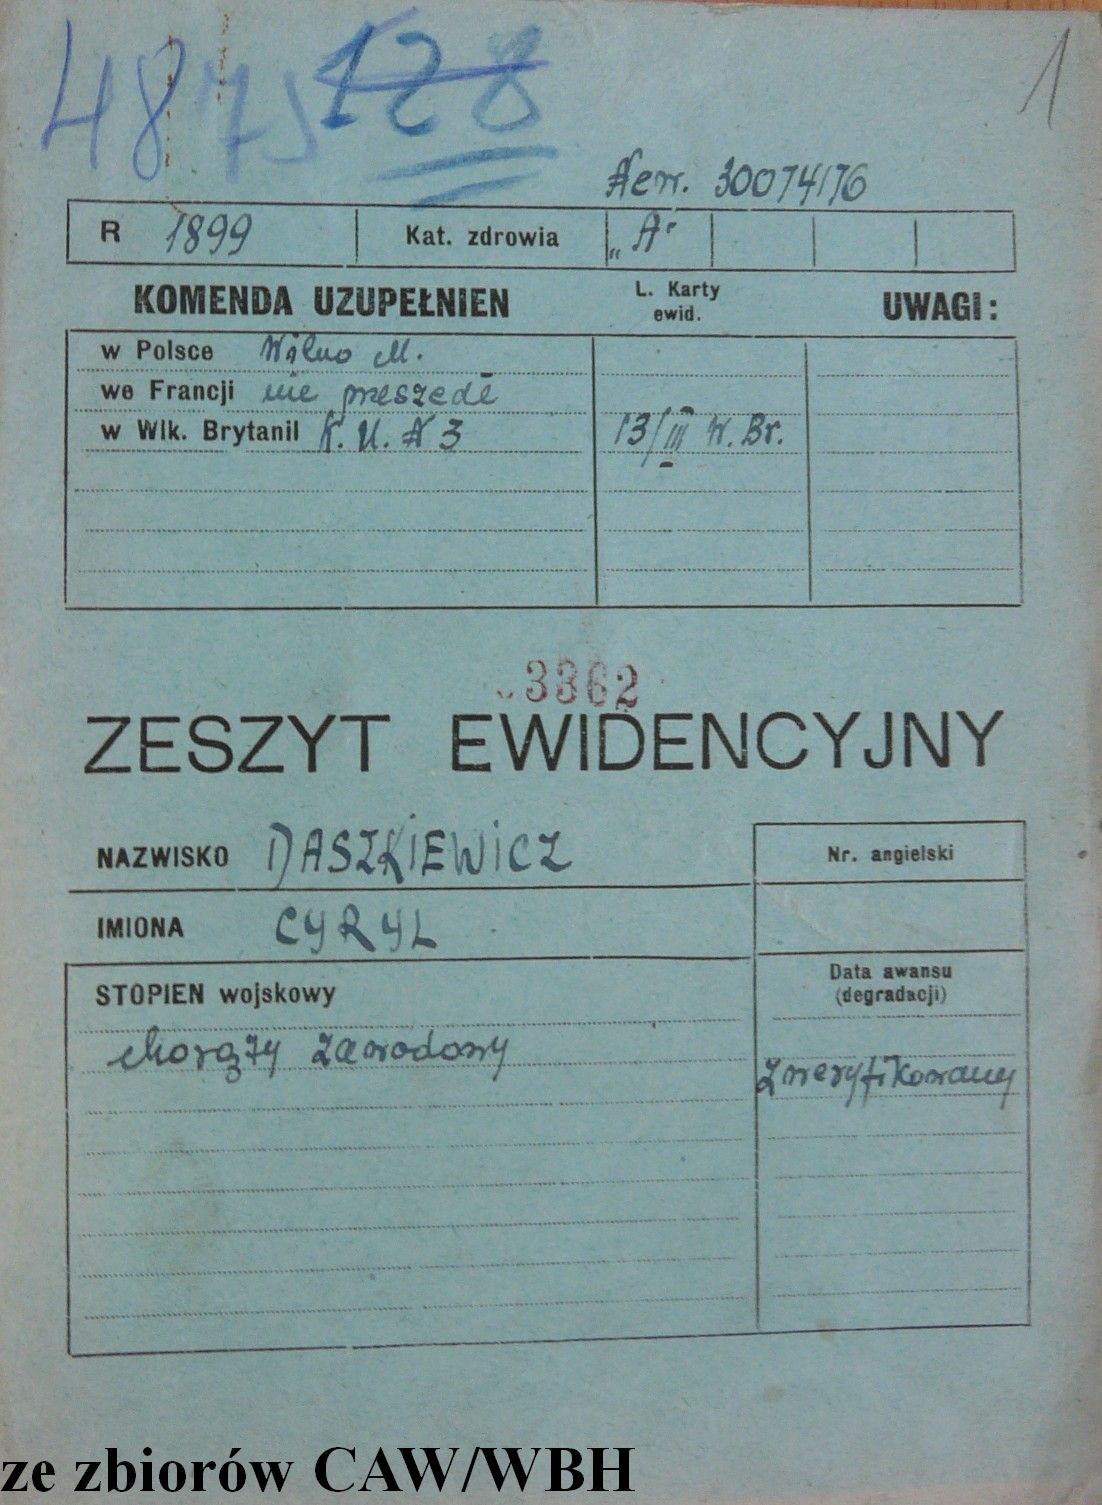 4875 128
1
Aew. 30074/76
R 1899 Kat. zdrowia „A"
KOMENDA UZUPEŁNIEN L. Karty ewid. UWAGI:
w Polsce Wilno M.
we Francji nie przeszedł
w Wlk. Brytanii K. U. N 3 13/III W. Br.
3362
ZESZYT EWIDENCYJNY
NAZWISKO DASZKIEWICZ
Nr. angielski
IMIONA CYRYL
STOPIEN wojskowy
Data awansu
(degradacji)
chorąży zawodowy
zweryfikowany
ze zbiorów CAW/WBH